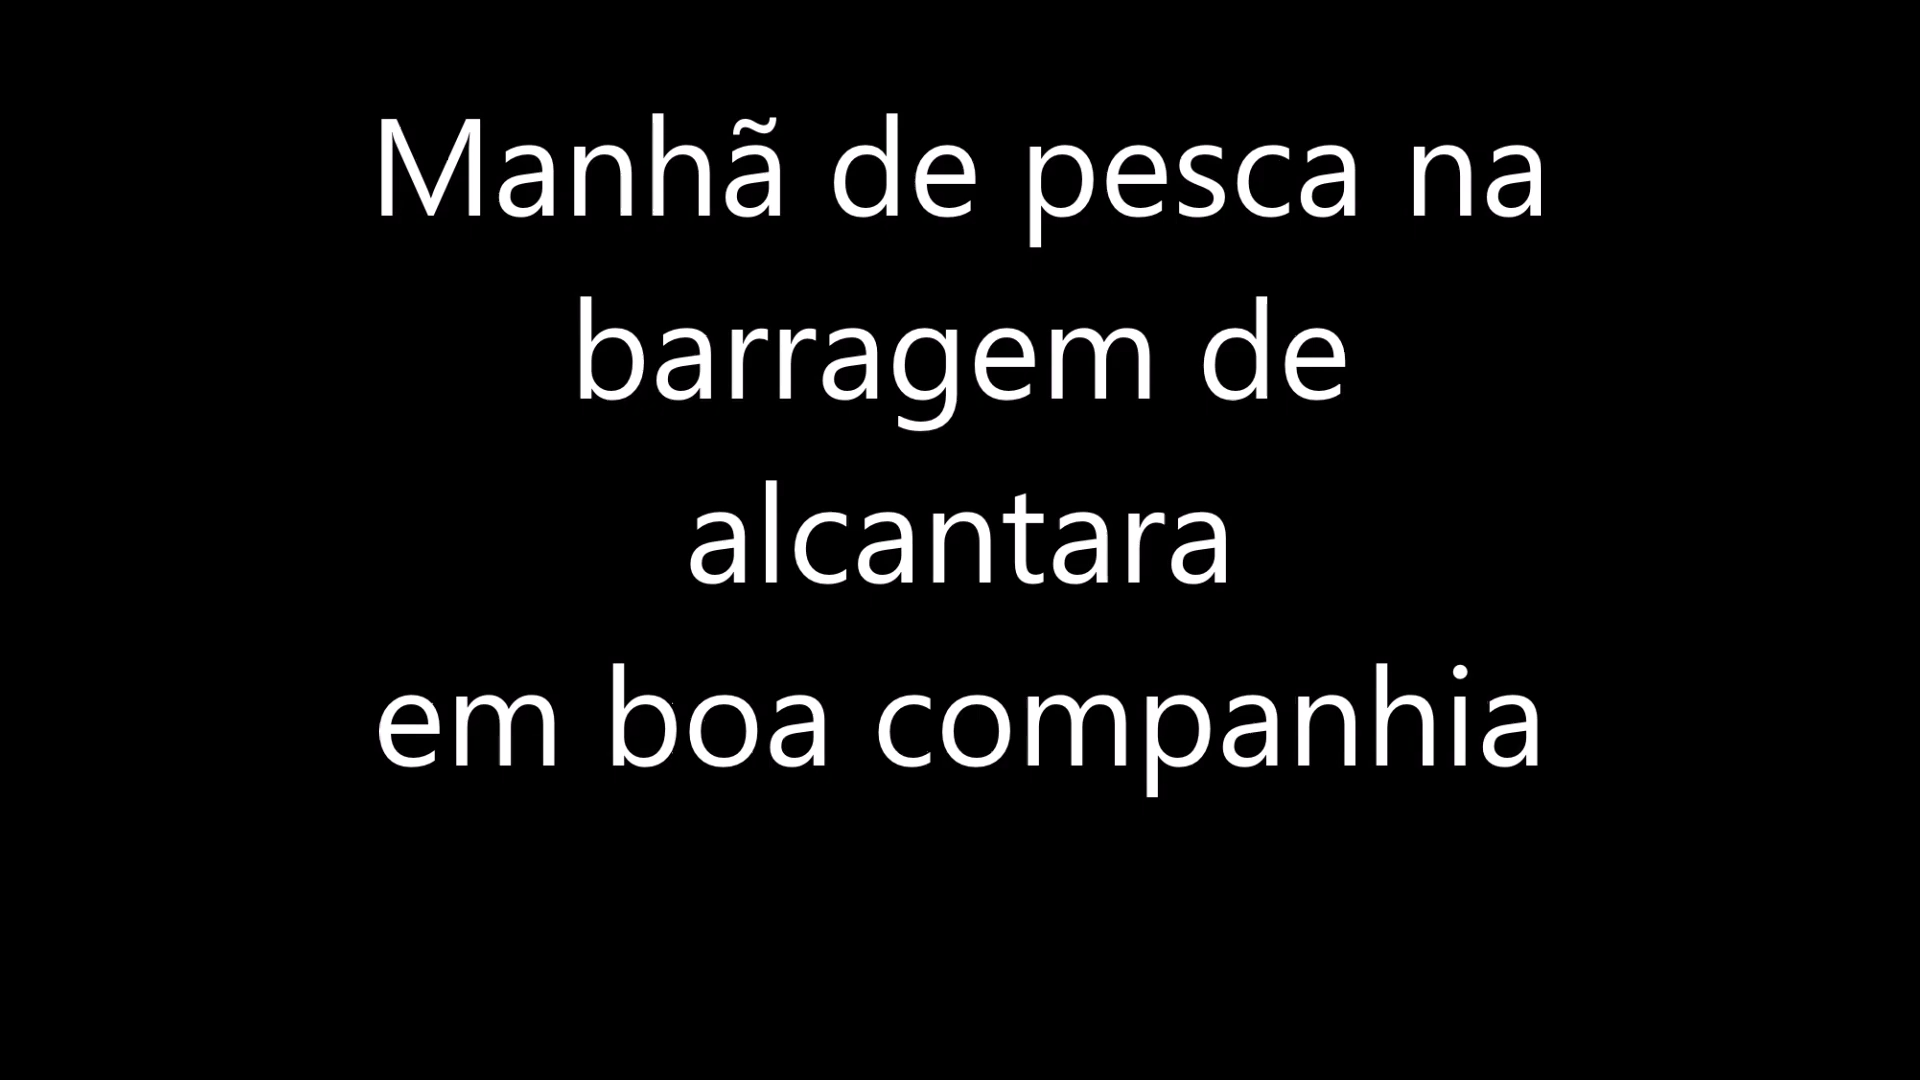 Manhã de pesca na
barragem de
alcantara
em boa companhia